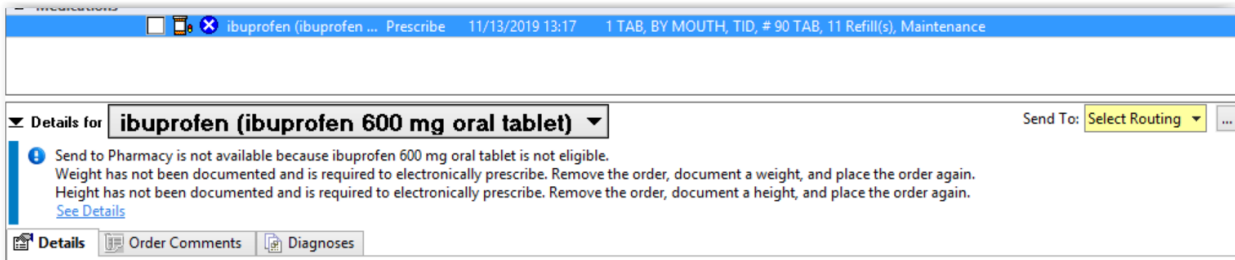 Medications
ibuprofen (ibuprofen ... Prescribe 11/13/2019 13:17 1 TAB, BY MOUTH, TID, # 90 TAB, 11 Refill(s), Maintenance
Details for ibuprofen (ibuprofen 600 mg oral tablet) Send To: Select Routing ...
Send to Pharmacy is not available because ibuprofen 600 mg oral tablet is not eligible.
Weight has not been documented and is required to electronically prescribe. Remove the order, document a weight, and place the order again.
Height has not been documented and is required to electronically prescribe. Remove the order, document a height, and place the order again.
See Details
Details Order Comments Diagnoses